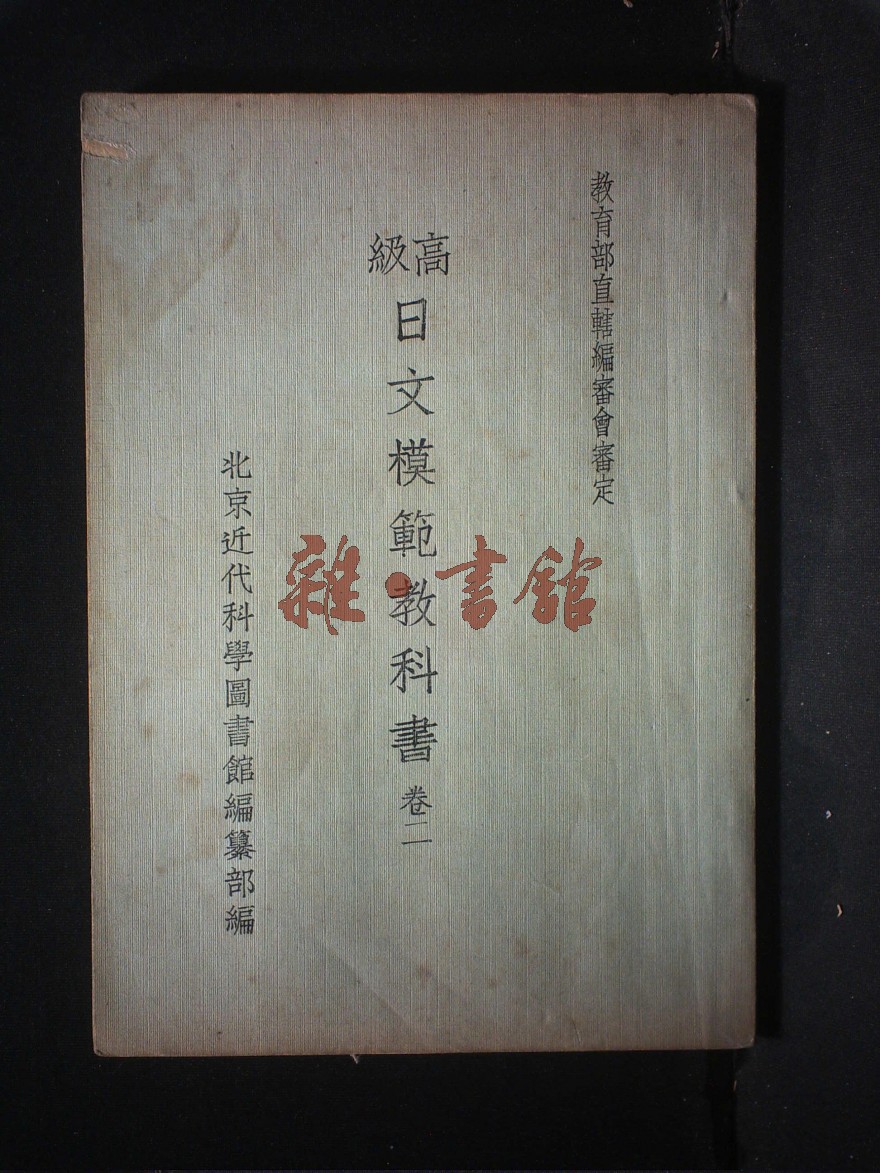 教育部直轄編審會審定
高級
日文模範教科書 卷二
北京近代科學圖書館編纂部編
雜·書館